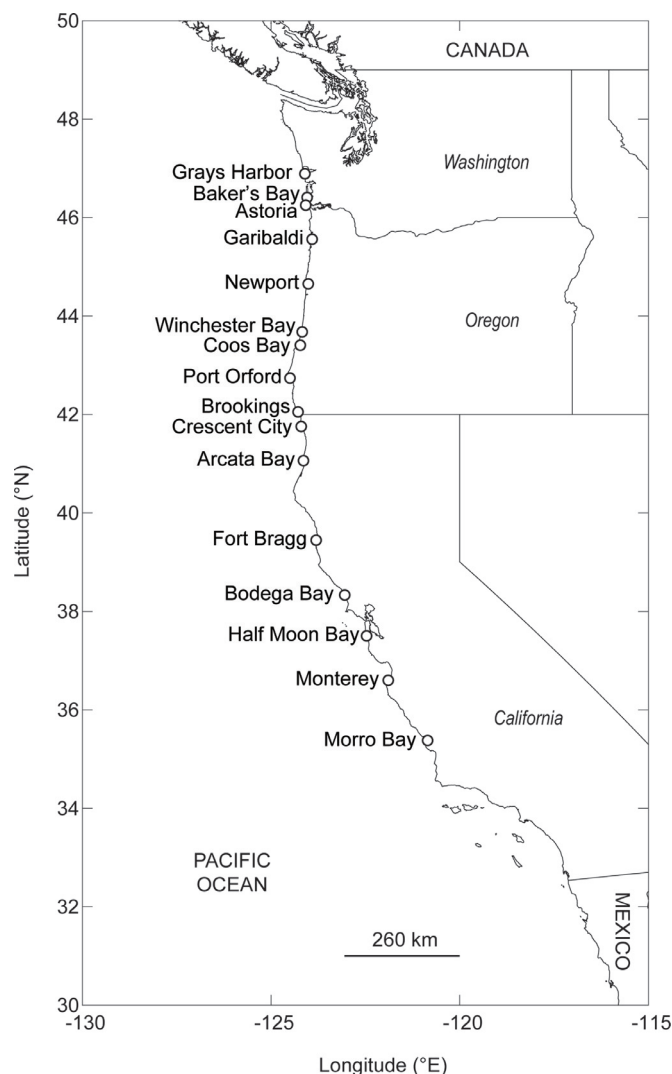 50
CANADA
48
Grays Harbor
Washington
Baker's Bay
Astoria
46
Garibaldi
Newport
44
Winchester Bay
Oregon
Coos Bay
Port Orford
Brookings
42
Crescent City
Arcata Bay
Latitude (°N)
40
Fort Bragg
Bodega Bay
38
Half Moon Bay
Monterey
36
California
Morro Bay
34
PACIFIC
OCEAN
MEXICO
32
260 km
30
-130
-125
-120
-115
Longitude (°E)